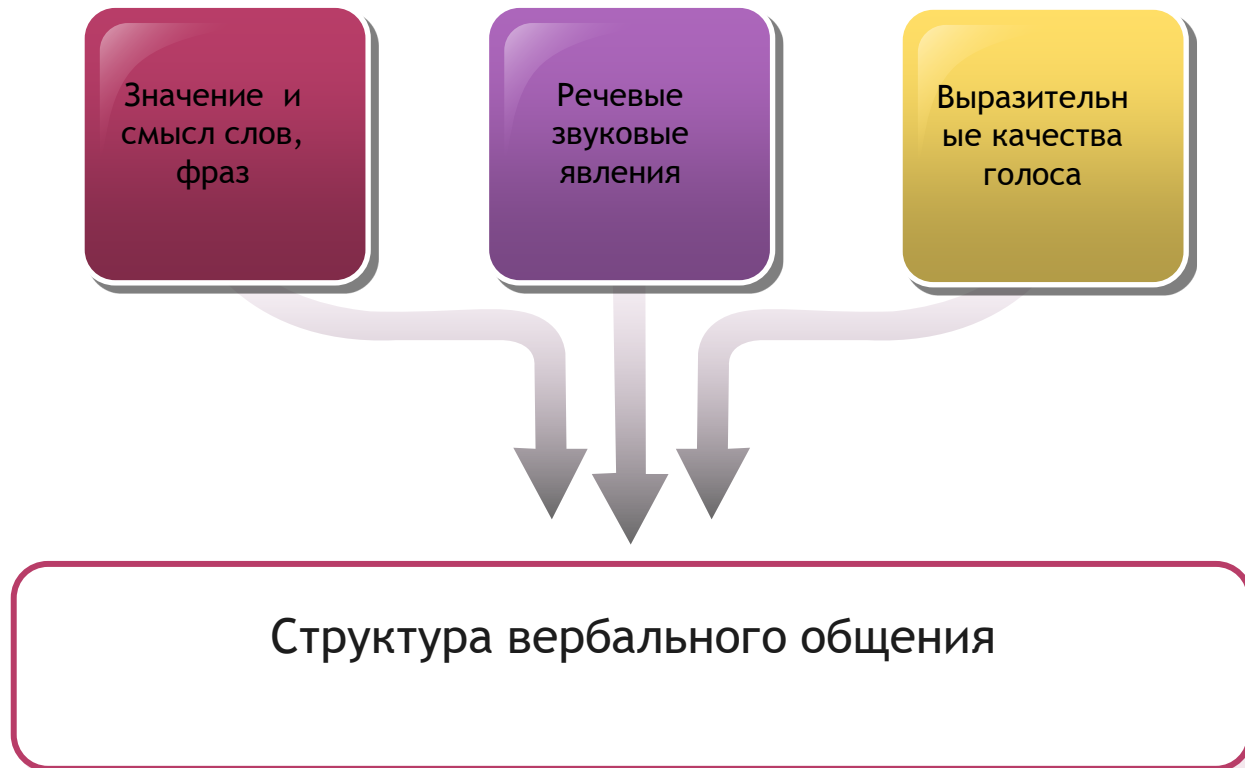 Значение и
смысл слов,
фраз
Речевые
звуковые
явления
Выразительн
ые качества
голоса
Структура вербального общения